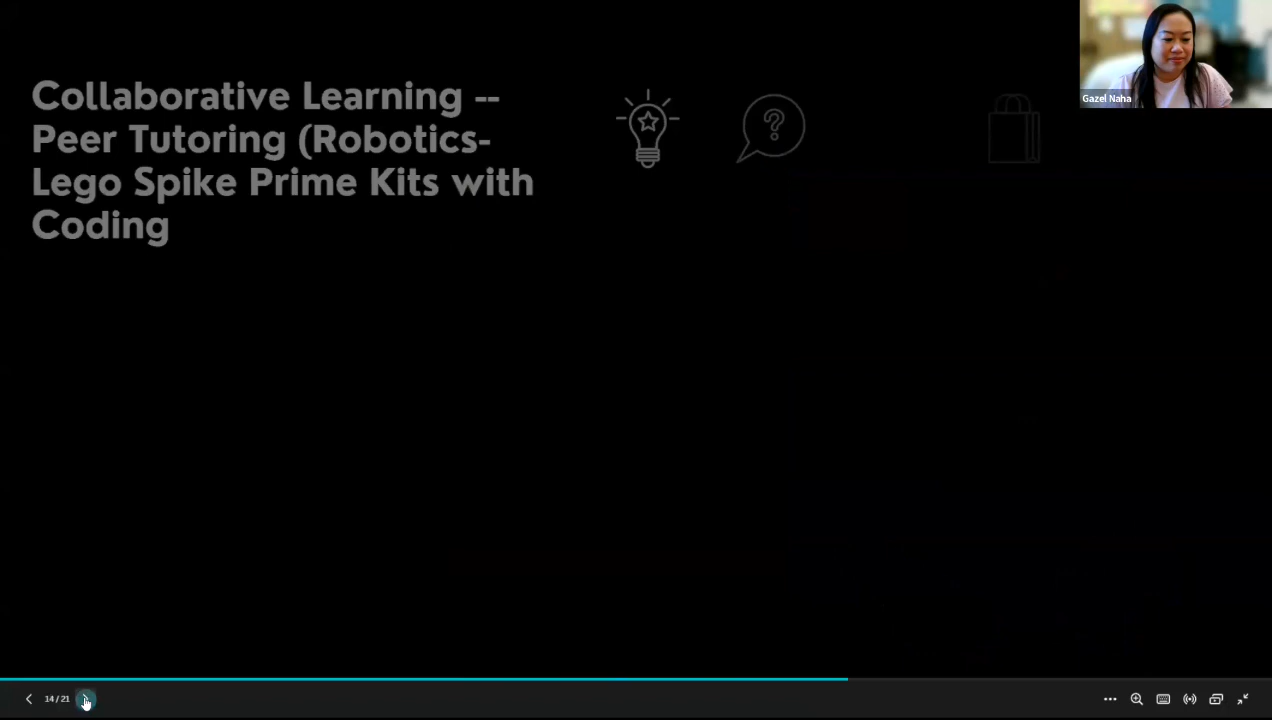 Collaborative Learning --
Peer Tutoring (Robotics-
Lego Spike Prime Kits with
Coding
?
Gazel Naha
14 / 21